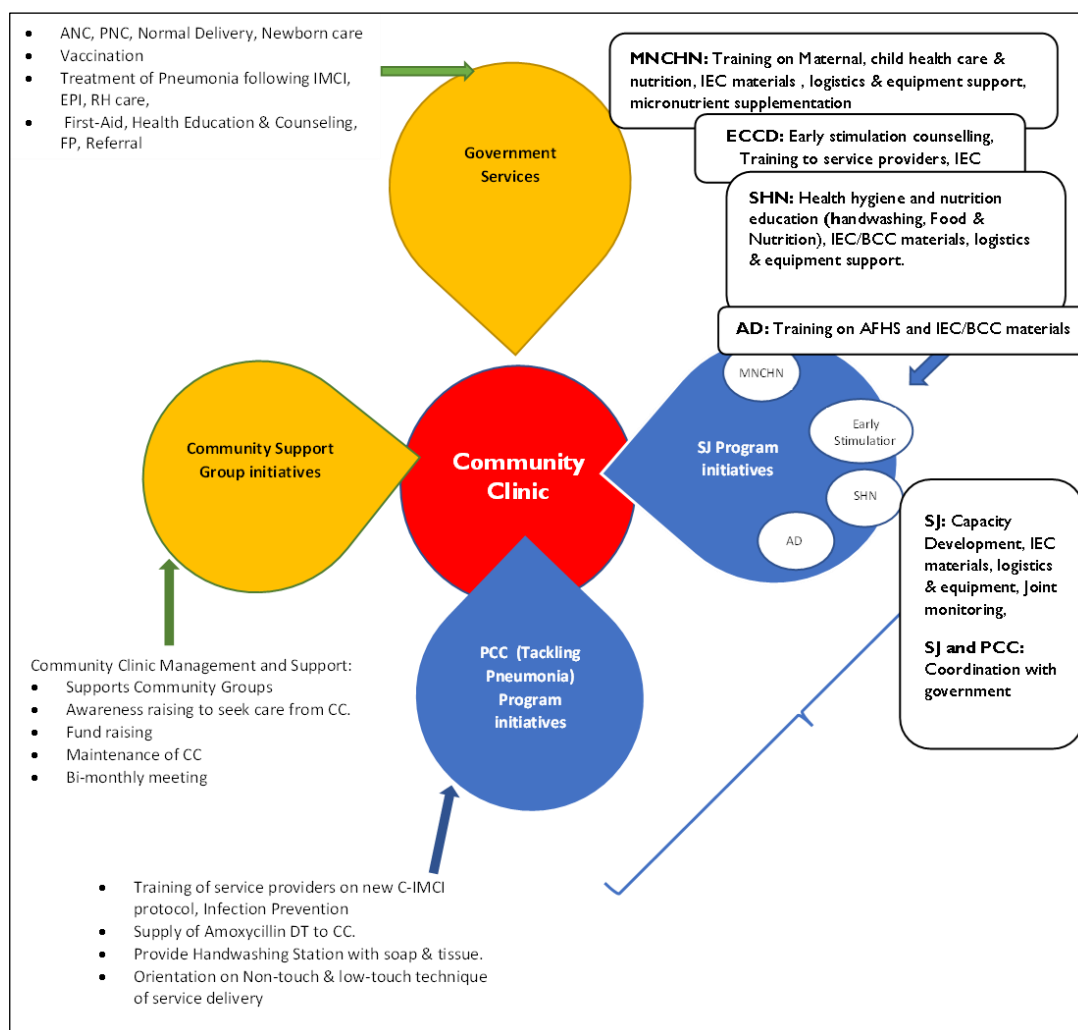 • ANC, PNC, Normal Delivery, Newborn care
• Vaccination
• Treatment of Pneumonia following IMCI,
EPI, RH care,
• First-Aid, Health Education & Counseling,
FP, Referral
MNCHN: Training on Maternal, child health care &
nutrition, IEC materials , logistics & equipment support,
micronutrient supplementation
ECCD: Early stimulation counselling,
Training to service providers, IEC
SHN: Health hygiene and nutrition
education (handwashing, Food &
Nutrition), IEC/BCC materials, logistics
& equipment support.
AD: Training on AFHS and IEC/BCC materials
Government
Services
Community Support
Group initiatives
Community
Clinic
SJ Program
initiatives
MNCHN
Early
Stimulatior
SHN
AD
SJ: Capacity
Development, IEC
materials, logistics
& equipment, Joint
monitoring,
SJ and PCC:
Coordination with
government
PCC (Tackling
Pneumonia)
Program
initiatives
Community Clinic Management and Support:
• Supports Community Groups
• Awareness raising to seek care from CC.
• Fund raising
• Maintenance of CC
• Bi-monthly meeting
• Training of service providers on new C-IMCI
protocol, Infection Prevention
• Supply of Amoxycillin DT to CC.
• Provide Handwashing Station with soap & tissue.
• Orientation on Non-touch & low-touch technique
of service delivery